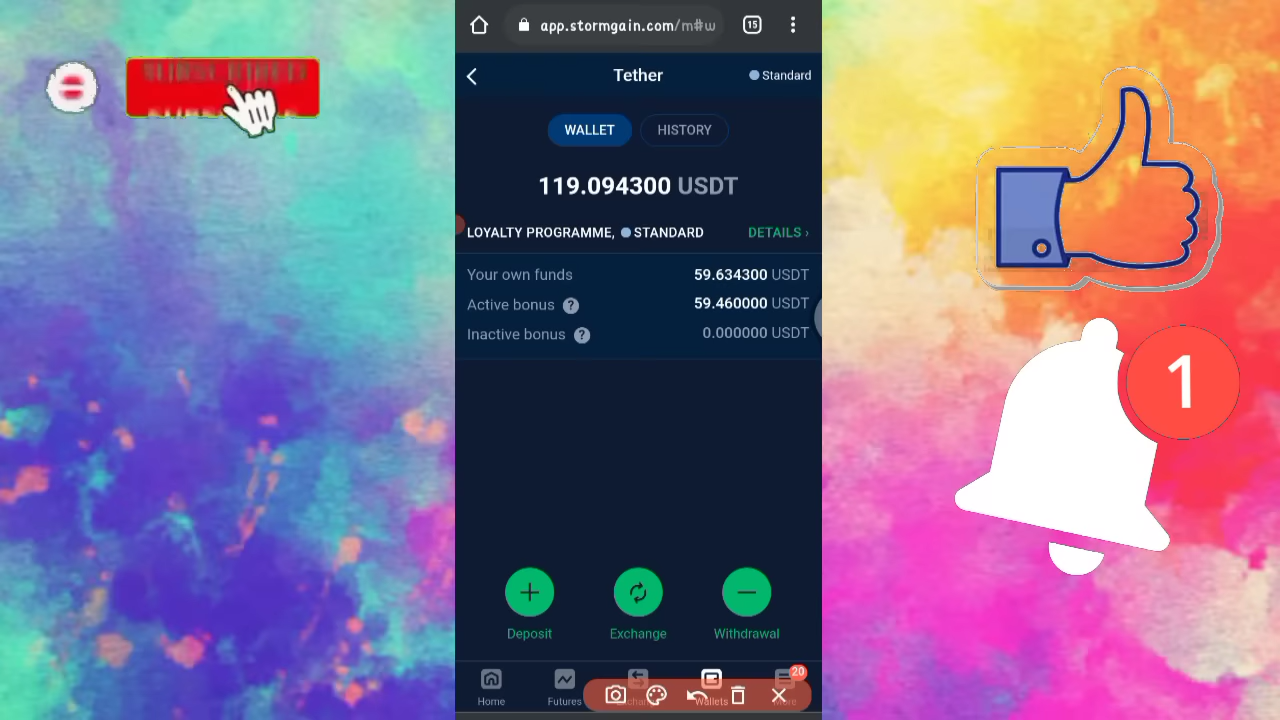 app.stormgain.com/m#w
15
Tether
Standard
WALLET
HISTORY
119.094300 USDT
LOYALTY PROGRAMME, STANDARD
DETAILS ›
Your own funds 59.634300 USDT
Active bonus ? 59.460000 USDT
Inactive bonus ? 0.000000 USDT
1
Deposit
Exchange
Withdrawal
20
Home
Futures
Wallets
More